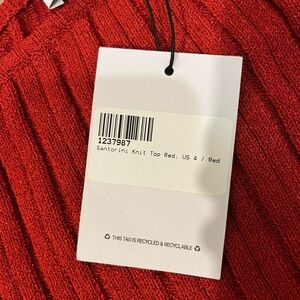 1237987
Santorini Knit Top Red. US 4 / Red
THIS TAG IS RECYCLED & RECYCLABLE